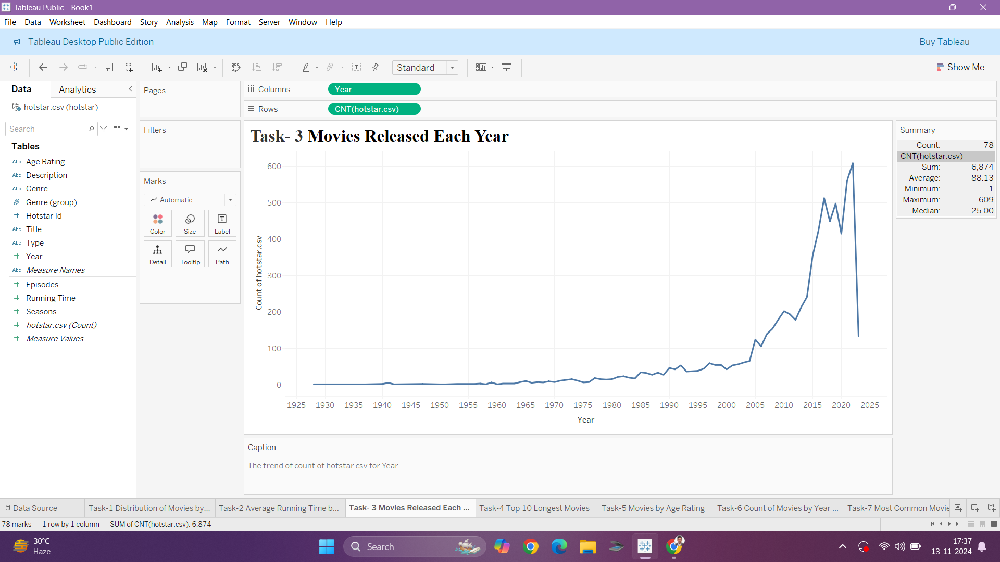 Tableau Public - Book1
File Data Worksheet Dashboard Story Analysis Map Format Server Window Help
Tableau Desktop Public Edition
Buy Tableau
Standard
Show Me
Data
Analytics
hotstar.csv (hotstar)
Search
Tables
Abc Age Rating
Abc Description
Abc Genre
Genre (group)
# Hotstar Id
Abc Title
Abc Type
# Year
Abc Measure Names
# Episodes
# Running Time
# Seasons
# hotstar.csv (Count)
# Measure Values
Pages
Filters
Marks
Automatic
Color Size Label
Detail Tooltip Path
Columns Year
Rows CNT(hotstar.csv)
Task- 3 Movies Released Each Year
Count of hotstar.csv
600
500
400
300
200
100
0
1925 1930 1935 1940 1945 1950 1955 1960 1965 1970 1975 1980 1985 1990 1995 2000 2005 2010 2015 2020 2025
Year
Summary
Count: 78
CNT(hotstar.csv)
Sum: 6,874
Average: 88.13
Minimum: 1
Maximum: 609
Median: 25.00
Caption
The trend of count of hotstar.csv for Year.
Data Source Task-1 Distribution of Movies by... Task-2 Average Running Time b... Task- 3 Movies Released Each ... Task-4 Top 10 Longest Movies Task-5 Movies by Age Rating Task-6 Count of Movies by Year ... Task-7 Most Common Movie
78 marks 1 row by 1 column SUM of CNT(hotstar.csv): 6,874
30°C
Haze
Search
17:37
13-11-2024